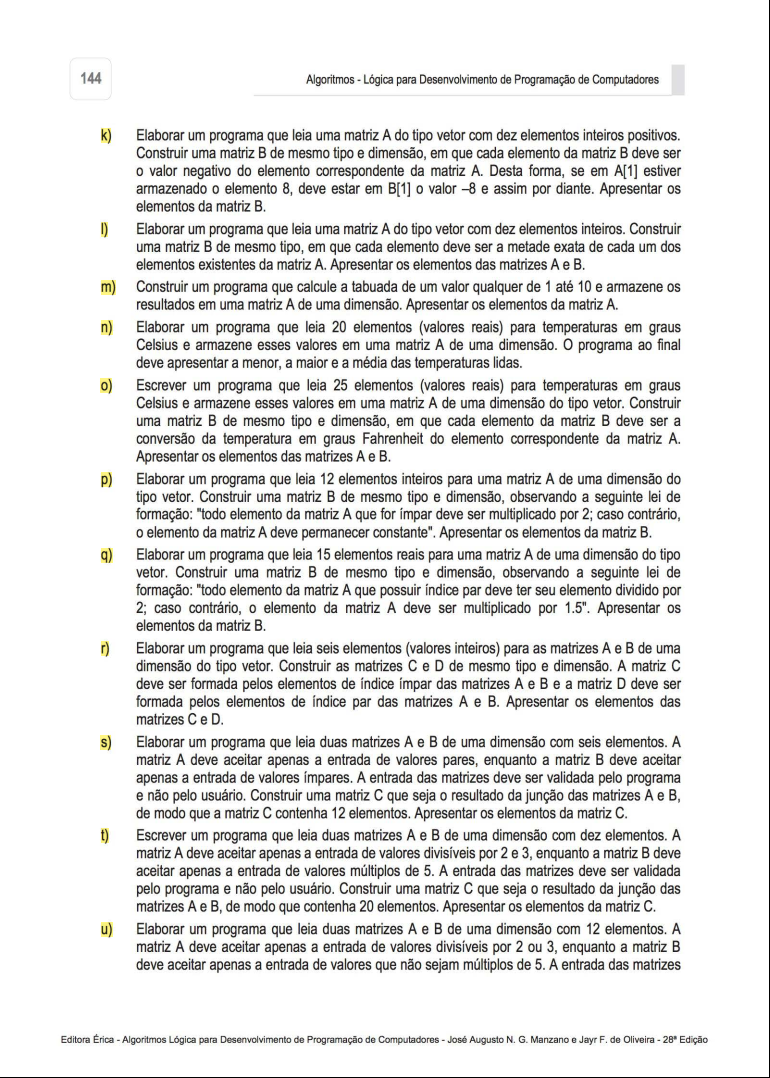 144
Algoritmos - Lógica para Desenvolvimento de Programação de Computadores
k) Elaborar um programa que leia uma matriz A do tipo vetor com dez elementos inteiros positivos.
Construir uma matriz B de mesmo tipo e dimensão, em que cada elemento da matriz B deve ser
o valor negativo do elemento correspondente da matriz A. Desta forma, se em A[1] estiver
armazenado o elemento 8, deve estar em B[1] o valor –8 e assim por diante. Apresentar os
elementos da matriz B.
l) Elaborar um programa que leia uma matriz A do tipo vetor com dez elementos inteiros. Construir
uma matriz B de mesmo tipo, em que cada elemento deve ser a metade exata de cada um dos
elementos existentes da matriz A. Apresentar os elementos das matrizes A e B.
m) Construir um programa que calcule a tabuada de um valor qualquer de 1 até 10 e armazene os
resultados em uma matriz A de uma dimensão. Apresentar os elementos da matriz A.
n) Elaborar um programa que leia 20 elementos (valores reais) para temperaturas em graus
Celsius e armazene esses valores em uma matriz A de uma dimensão. O programa ao final
deve apresentar a menor, a maior e a média das temperaturas lidas.
o) Escrever um programa que leia 25 elementos (valores reais) para temperaturas em graus
Celsius e armazene esses valores em uma matriz A de uma dimensão do tipo vetor. Construir
uma matriz B de mesmo tipo e dimensão, em que cada elemento da matriz B deve ser a
conversão da temperatura em graus Fahrenheit do elemento correspondente da matriz A.
Apresentar os elementos das matrizes A e B.
p) Elaborar um programa que leia 12 elementos inteiros para uma matriz A de uma dimensão do
tipo vetor. Construir uma matriz B de mesmo tipo e dimensão, observando a seguinte lei de
formação: "todo elemento da matriz A que for ímpar deve ser multiplicado por 2; caso contrário,
o elemento da matriz A deve permanecer constante". Apresentar os elementos da matriz B.
q) Elaborar um programa que leia 15 elementos reais para uma matriz A de uma dimensão do tipo
vetor. Construir uma matriz B de mesmo tipo e dimensão, observando a seguinte lei de
formação: "todo elemento da matriz A que possuir índice par deve ter seu elemento dividido por
2; caso contrário, o elemento da matriz A deve ser multiplicado por 1.5". Apresentar os
elementos da matriz B.
r) Elaborar um programa que leia seis elementos (valores inteiros) para as matrizes A e B de uma
dimensão do tipo vetor. Construir as matrizes C e D de mesmo tipo e dimensão. A matriz C
deve ser formada pelos elementos de índice ímpar das matrizes A e B e a matriz D deve ser
formada pelos elementos de índice par das matrizes A e B. Apresentar os elementos das
matrizes C e D.
s) Elaborar um programa que leia duas matrizes A e B de uma dimensão com seis elementos. A
matriz A deve aceitar apenas a entrada de valores pares, enquanto a matriz B deve aceitar
apenas a entrada de valores ímpares. A entrada das matrizes deve ser validada pelo programa
e não pelo usuário. Construir uma matriz C que seja o resultado da junção das matrizes A e B,
de modo que a matriz C contenha 12 elementos. Apresentar os elementos da matriz C.
t) Escrever um programa que leia duas matrizes A e B de uma dimensão com dez elementos. A
matriz A deve aceitar apenas a entrada de valores divisíveis por 2 e 3, enquanto a matriz B deve
aceitar apenas a entrada de valores múltiplos de 5. A entrada das matrizes deve ser validada
pelo programa e não pelo usuário. Construir uma matriz C que seja o resultado da junção das
matrizes A e B, de modo que contenha 20 elementos. Apresentar os elementos da matriz C.
u) Elaborar um programa que leia duas matrizes A e B de uma dimensão com 12 elementos. A
matriz A deve aceitar apenas a entrada de valores divisíveis por 2 ou 3, enquanto a matriz B
deve aceitar apenas a entrada de valores que não sejam múltiplos de 5. A entrada das matrizes
Editora Érica - Algoritmos Lógica para Desenvolvimento de Programação de Computadores - José Augusto N. G. Manzano e Jayr F. de Oliveira - 28ª Edição